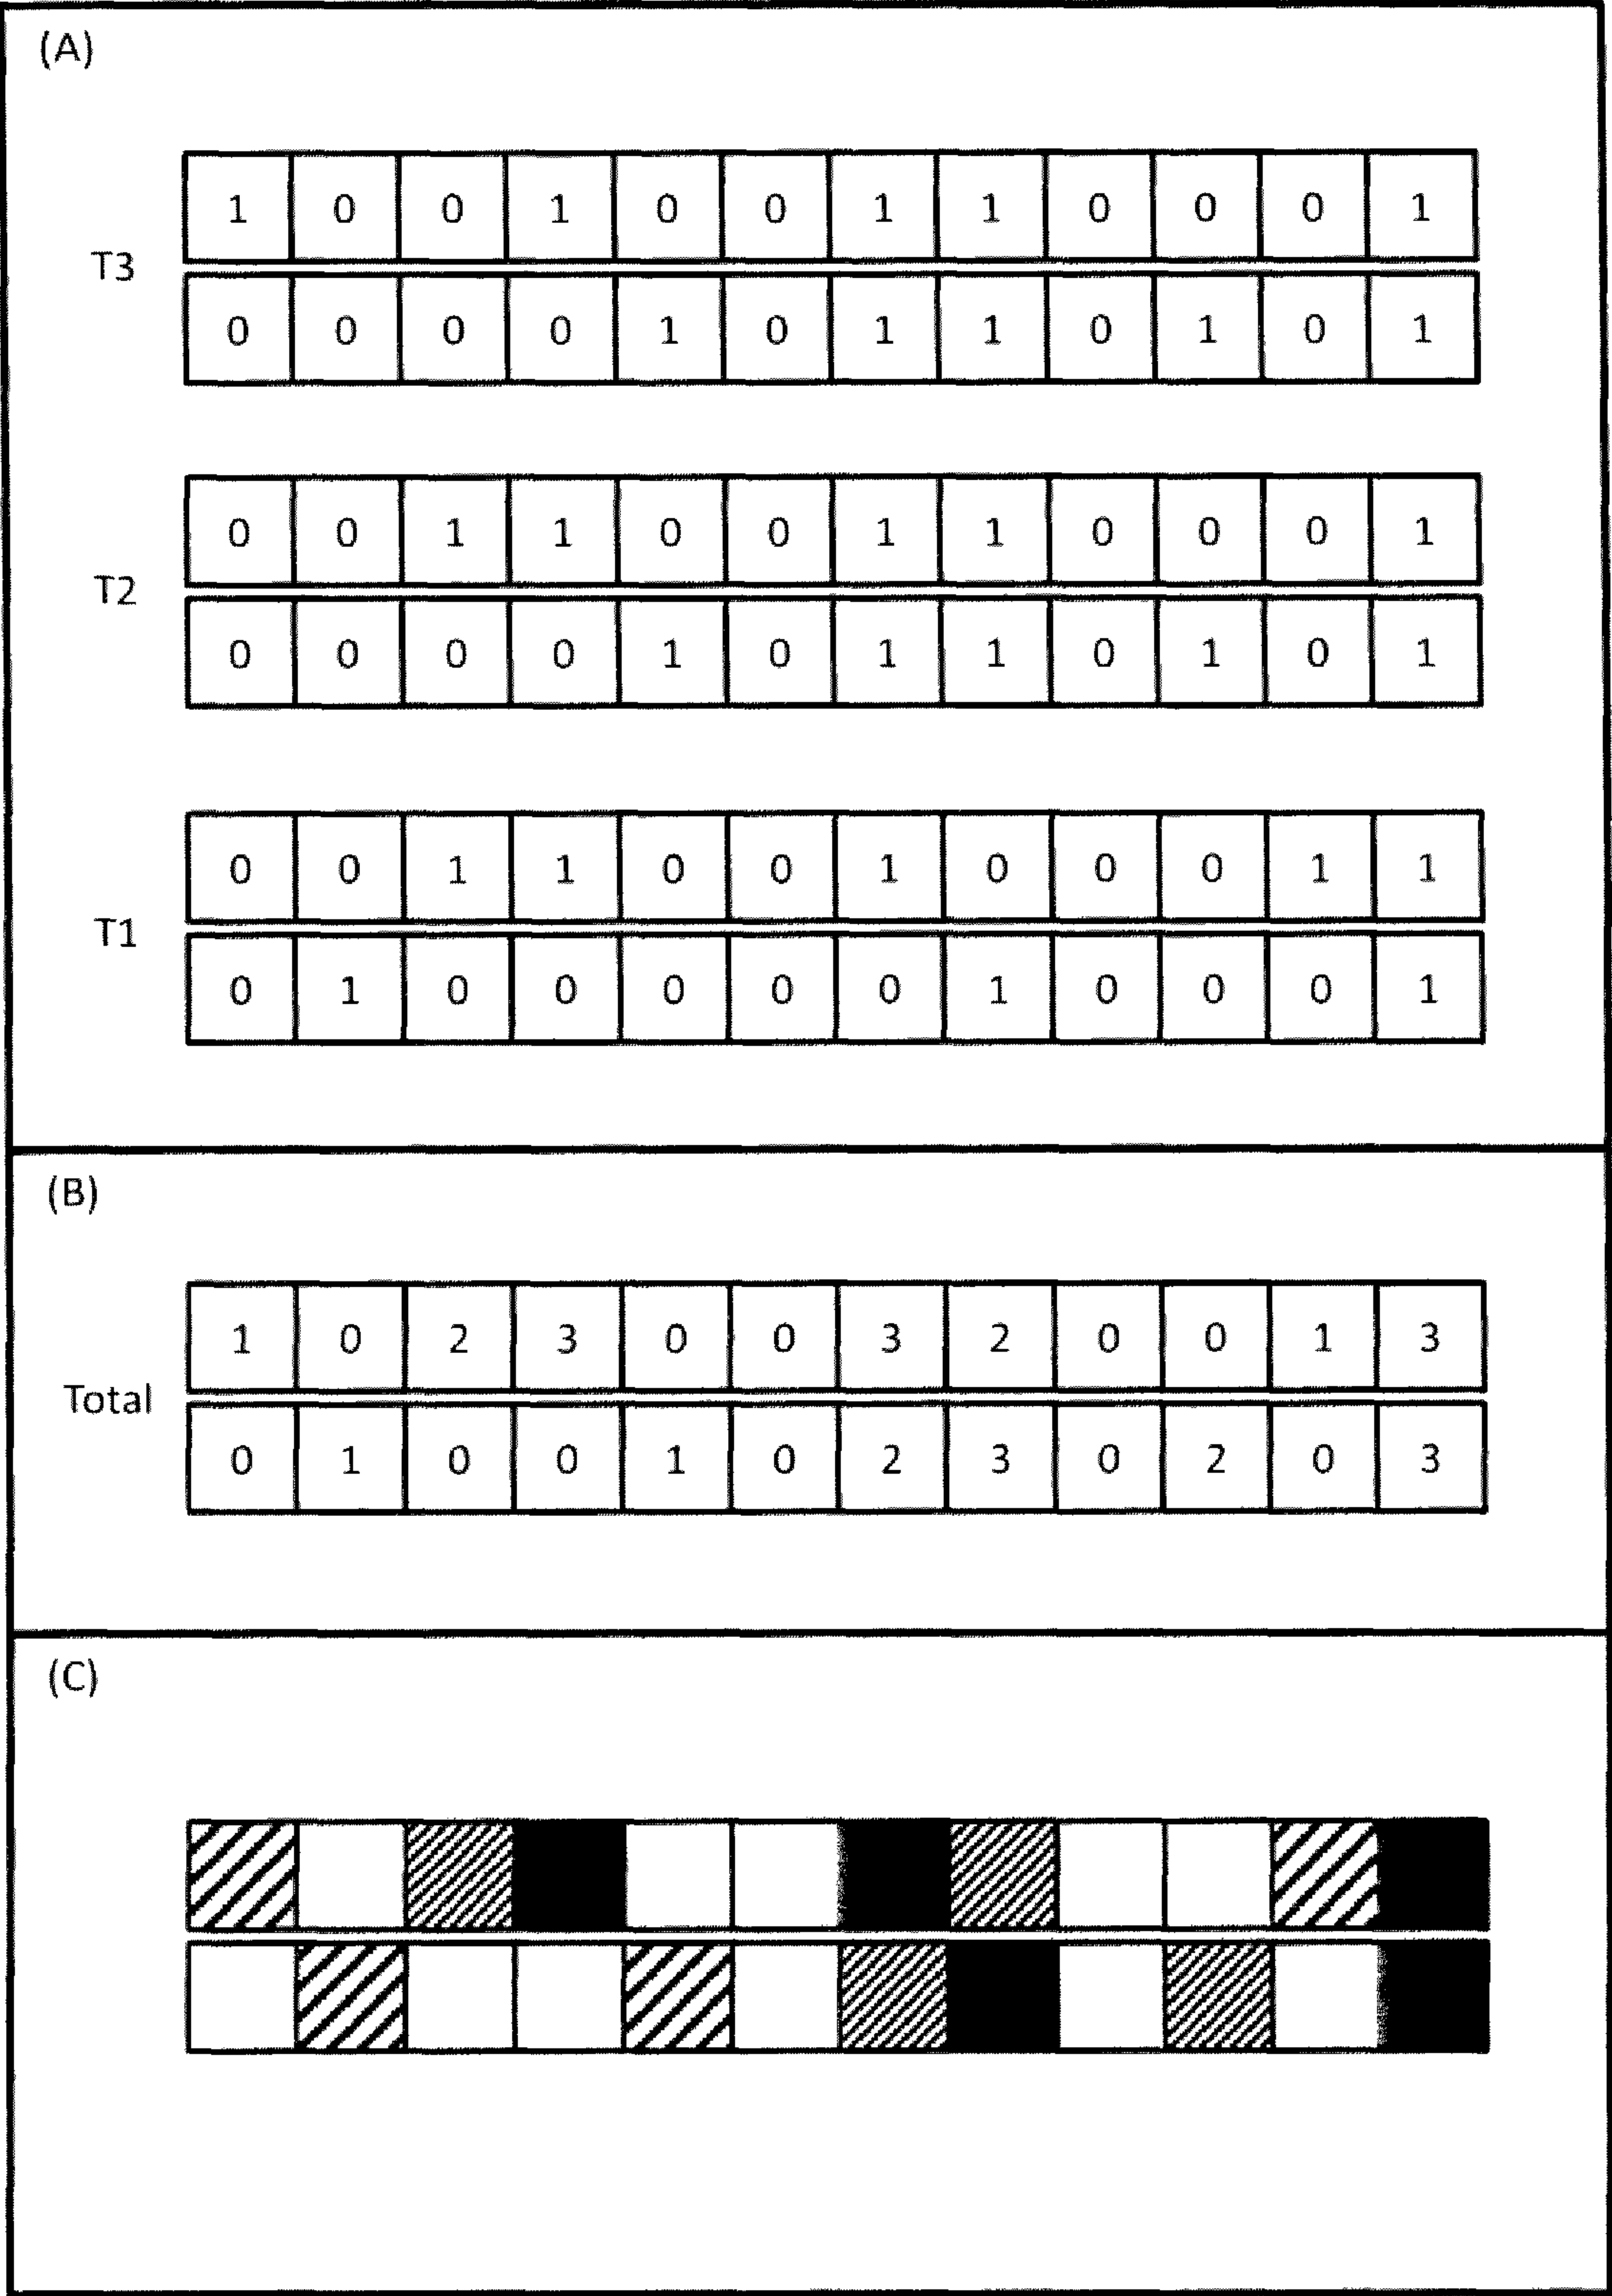 (A)
1 0 0 1 0 0 1 1 0 0 0 1
T3
0 0 0 0 1 0 1 1 0 1 0 1
0 0 1 1 0 0 1 1 0 0 0 1
T2
0 0 0 0 1 0 1 1 0 1 0 1
0 0 1 1 0 0 1 0 0 0 1 1
T1
0 1 0 0 0 0 0 1 0 0 0 1
(B)
1 0 2 3 0 0 3 2 0 0 1 3
Total
0 1 0 0 1 0 2 3 0 2 0 3
(C)